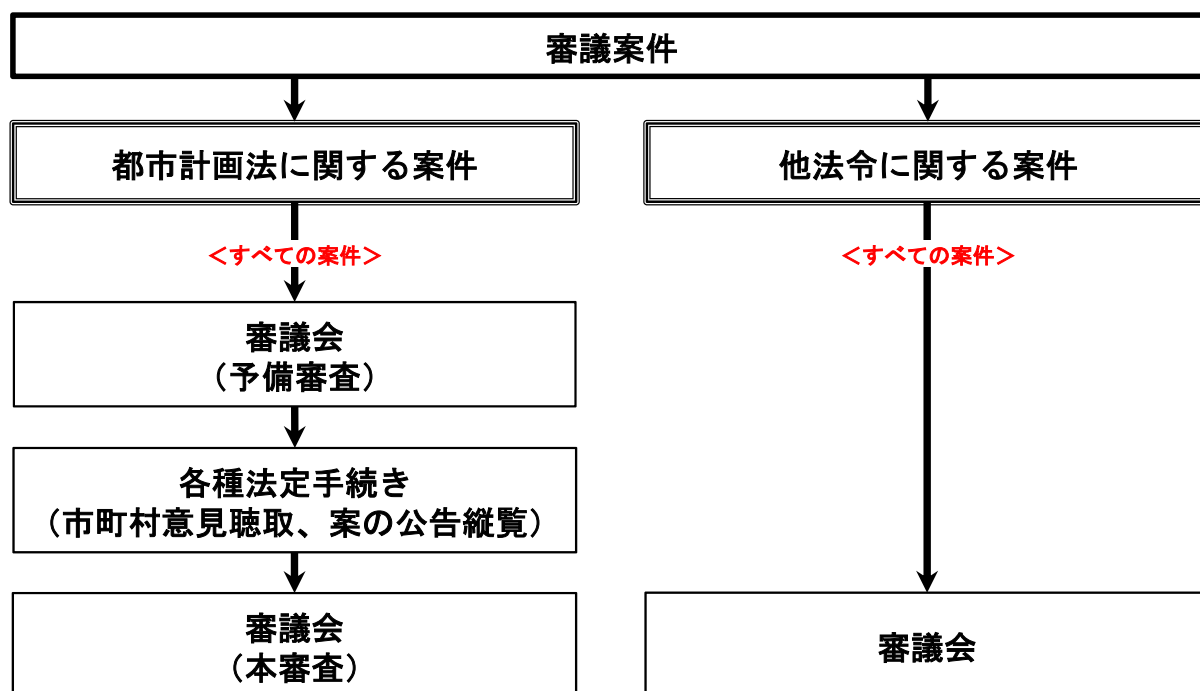 審議案件
都市計画法に関する案件
他法令に関する案件
＜すべての案件＞
＜すべての案件＞
審議会
（予備審査）
各種法定手続き
（市町村意見聴取、案の公告縦覧）
審議会
（本審査）
審議会